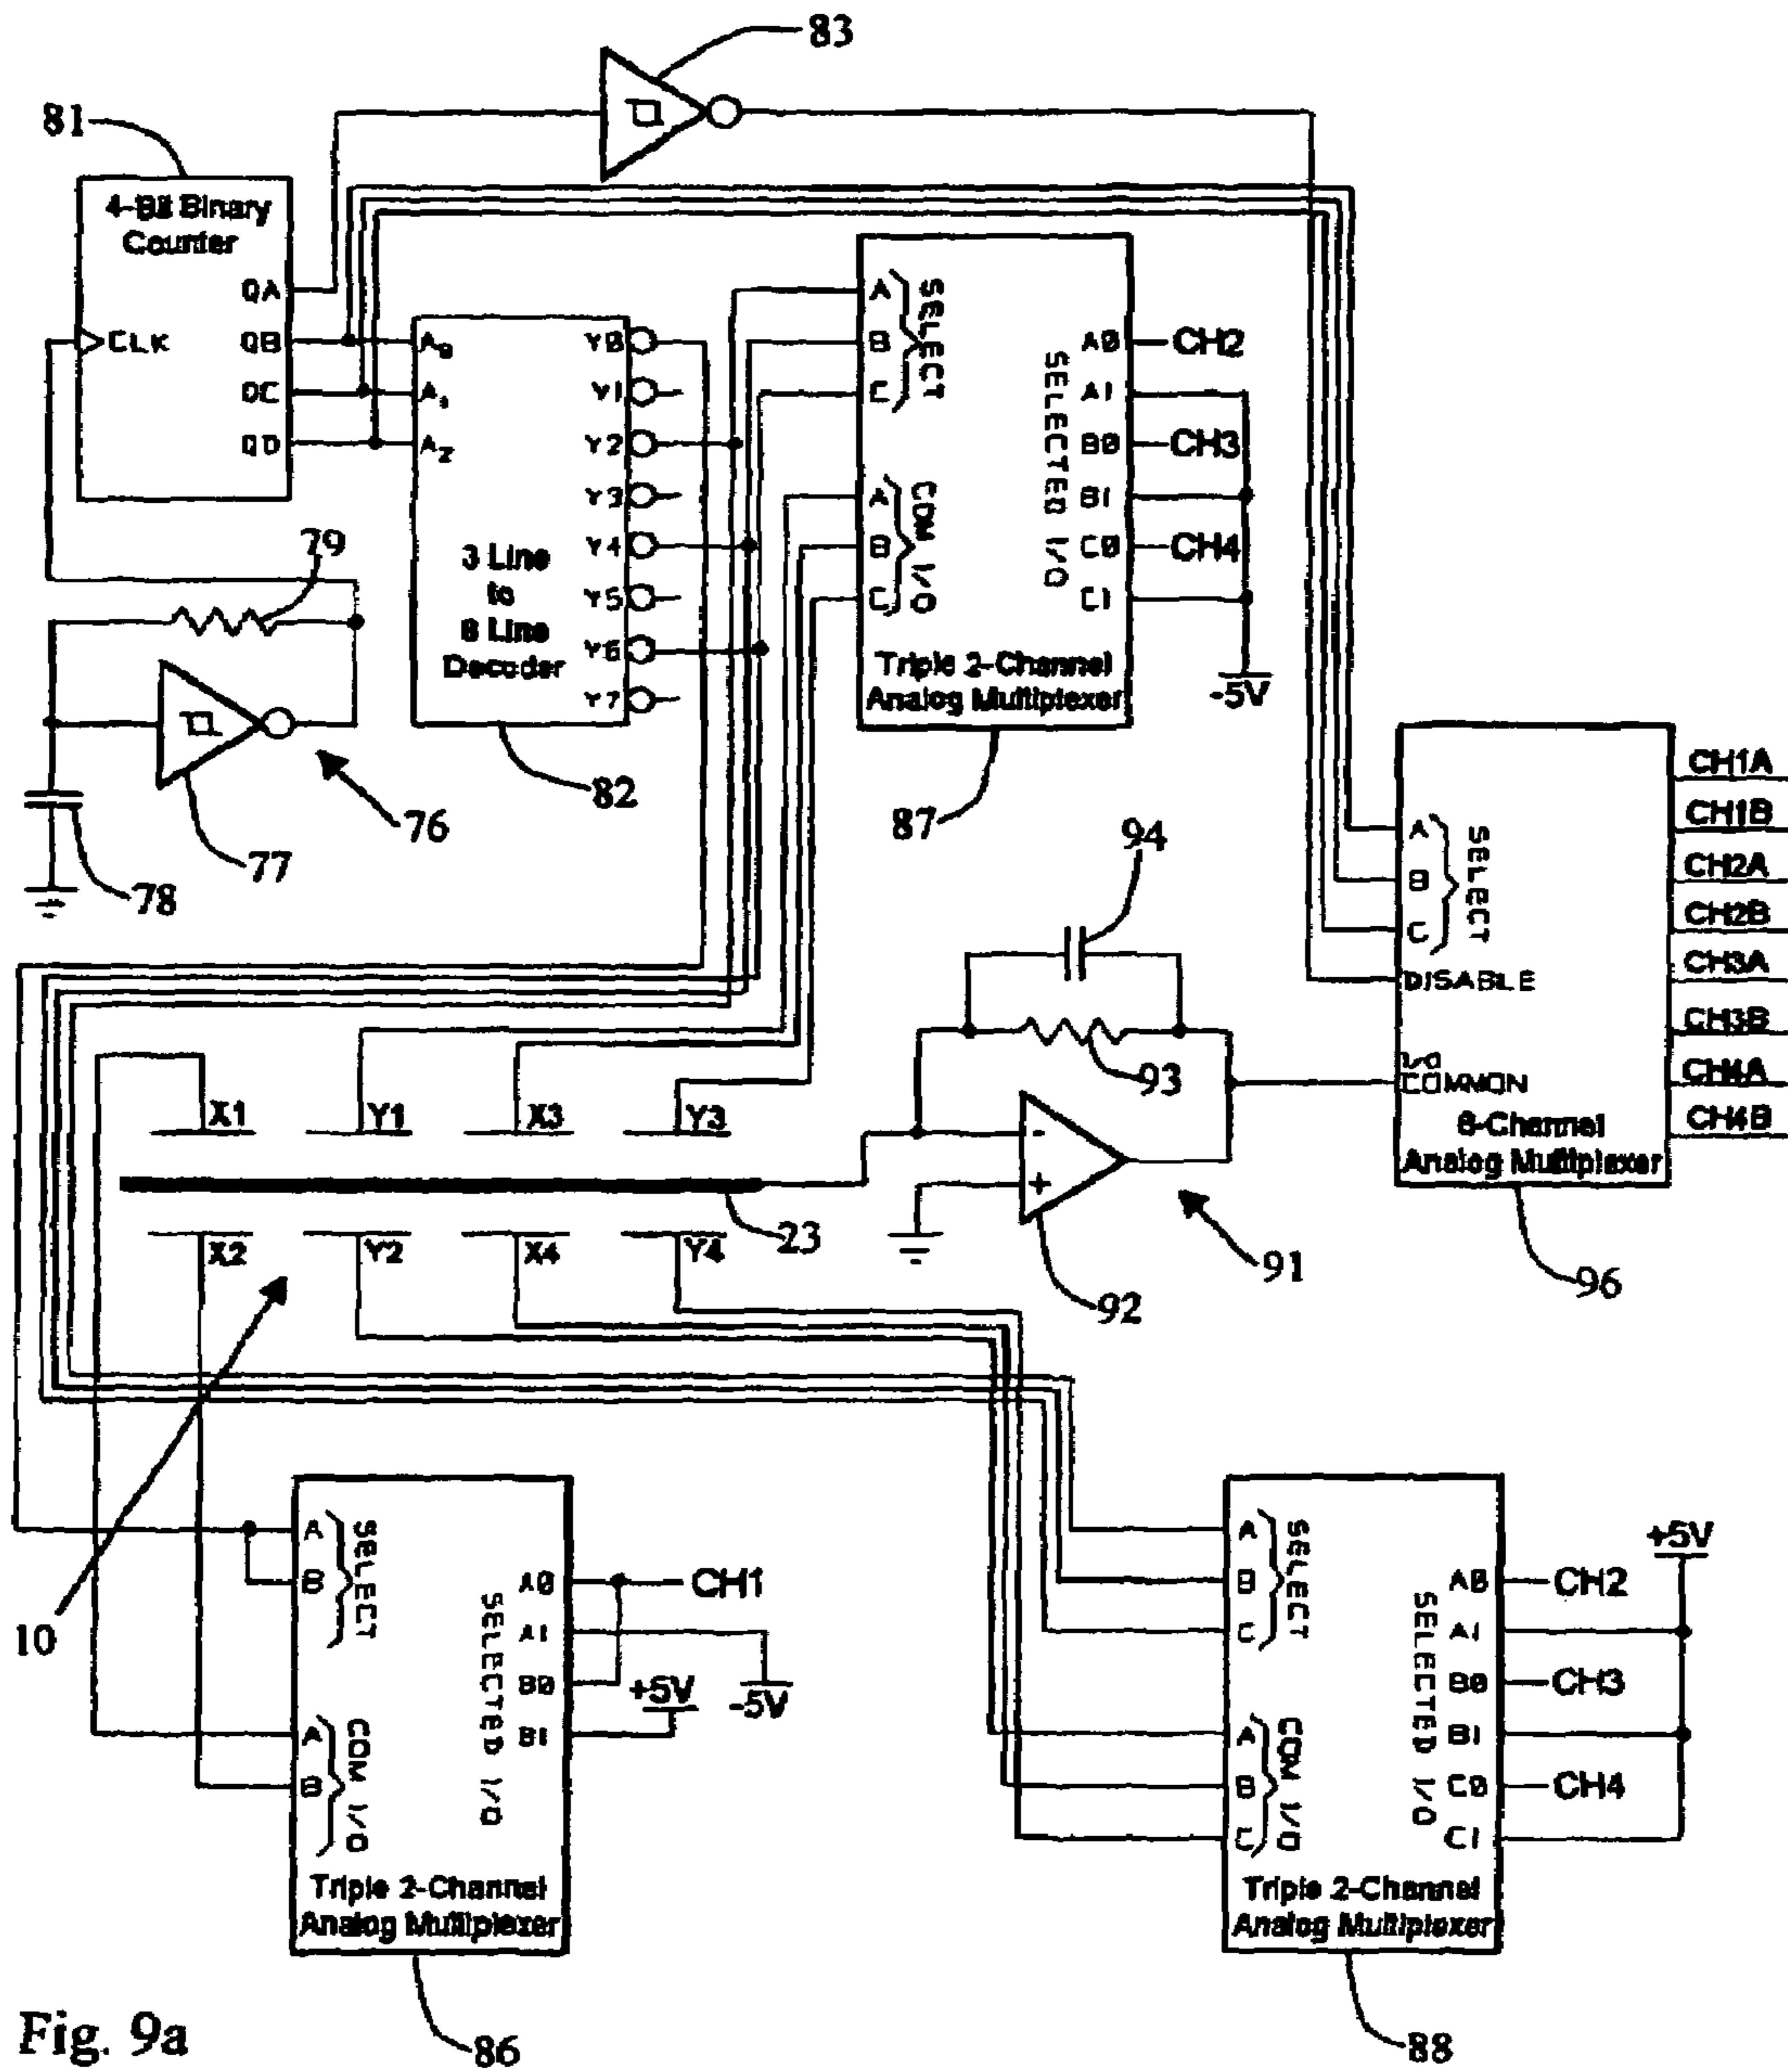 83
81
4-Bit Binary
Counter
QA
CLK
QB
QC
QD
A0
A1
A2
Y0
Y1
Y2
Y3
Y4
Y5
Y6
Y7
3 Line
to
8 Line
Decoder
82
79
76
77
78
A
B
C
SELECT
A
B
C
COM I/O
SELECTED I/O
A0
A1
B0
B1
C0
C1
CH2
CH3
CH4
-5V
Triple 2-Channel
Analog Multiplexer
87
A
B
C
SELECT
DISABLE
I/O
COMMON
8-Channel
Analog Multiplexer
96
CH1A
CH1B
CH2A
CH2B
CH3A
CH3B
CH4A
CH4B
94
93
92
91
X1
Y1
X3
Y3
X2
Y2
X4
Y4
23
10
A
B
SELECT
A
B
COM I/O
SELECTED I/O
A0
A1
B0
B1
CH1
+5V
-5V
Triple 2-Channel
Analog Multiplexer
86
A
B
C
SELECT
A
B
C
COM I/O
SELECTED I/O
A0
A1
B0
B1
C0
C1
CH2
CH3
CH4
+5V
Triple 2-Channel
Analog Multiplexer
88
Fig. 9a